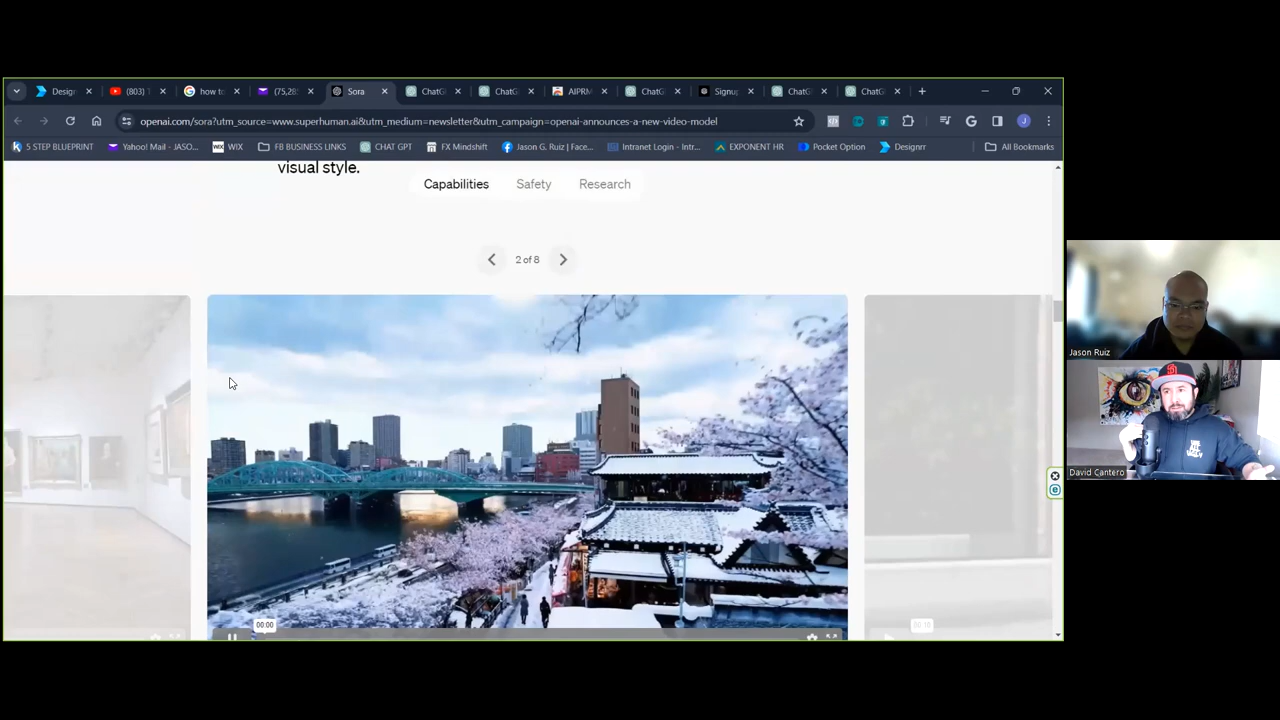 Design
(803)
how to
(75,28
Sora
ChatG
ChatG
AIPRM
ChatG
Signup
ChatG
ChatG
openai.com/sora?utm_source=www.superhuman.ai&utm_medium=newsletter&utm_campaign=openai-announces-a-new-video-model
5 STEP BLUEPRINT
Yahoo! Mail - JASO...
WIX
FB BUSINESS LINKS
CHAT GPT
FX Mindshift
Jason G. Ruiz | Face...
Intranet Login - Intr...
EXPONENT HR
Pocket Option
Designrr
All Bookmarks
visual style.
Capabilities
Safety
Research
2 of 8
00:00
00:10
Jason Ruiz
David Cantero